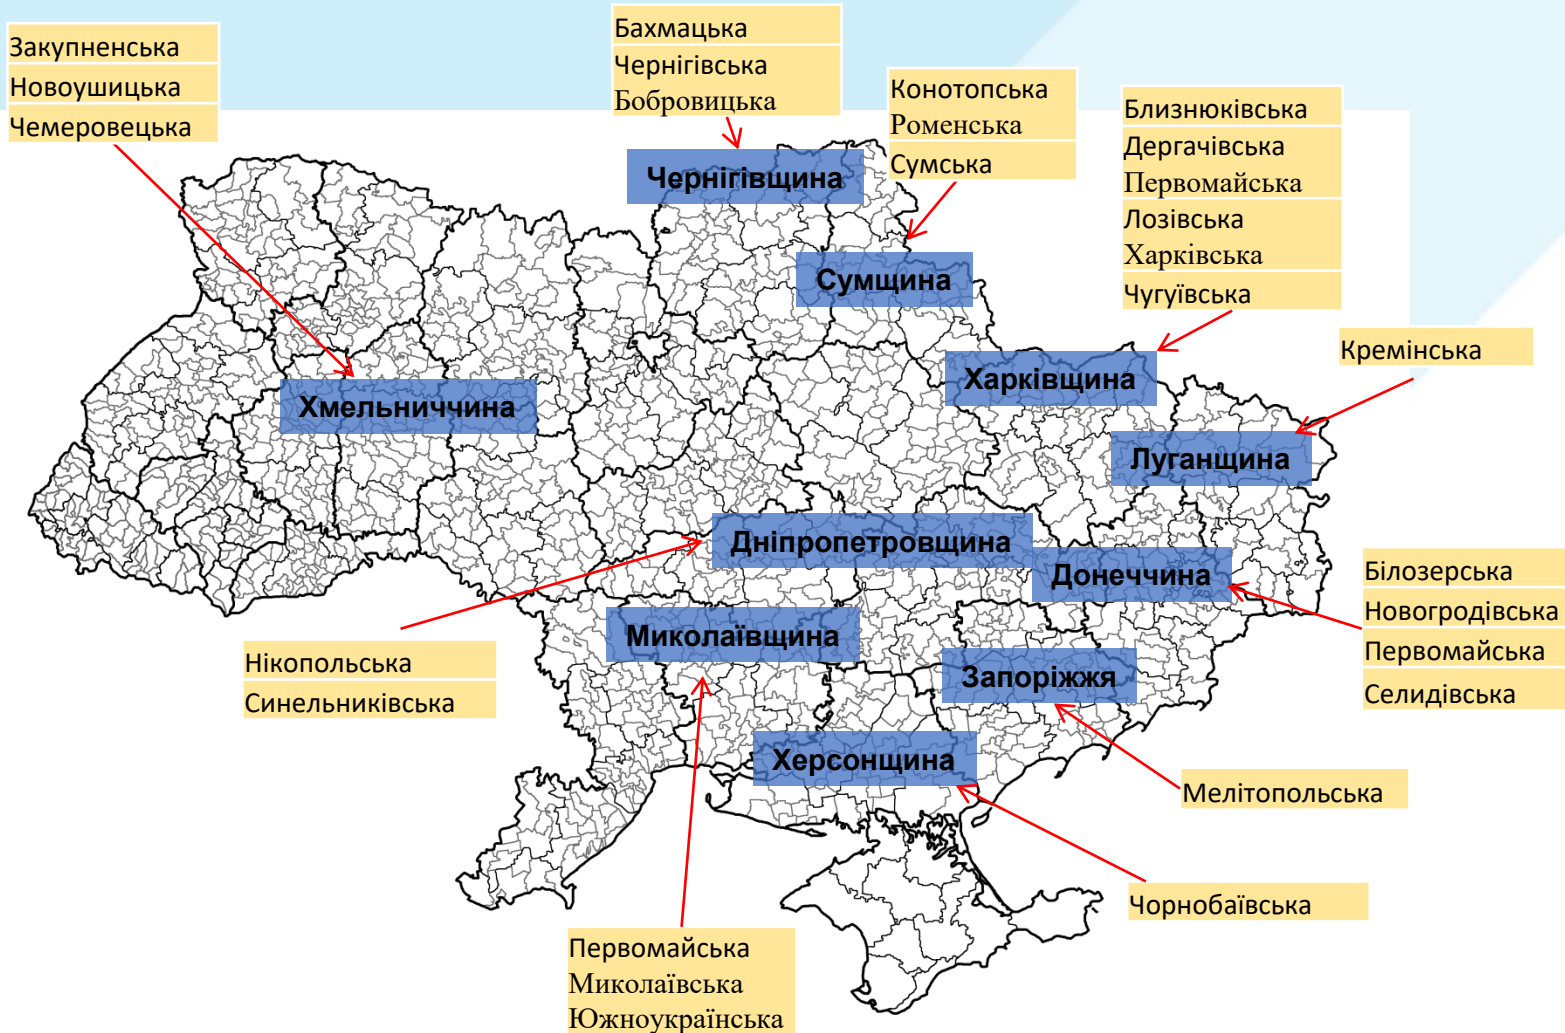 Закупненська
Новоушицька
Чемеровецька
Бахмацька
Чернігівська
Бобровицька
Конотопська
Роменська
Сумська
Близнюківська
Дергачівська
Первомайська
Лозівська
Харківська
Чугуївська
Кремінська
Чернігівщина
Сумщина
Харківщина
Хмельниччина
Луганщина
Дніпропетровщина
Донеччина
Миколаївщина
Запоріжжя
Херсонщина
Білозерська
Новогродівська
Первомайська
Селидівська
Нікопольська
Синельниківська
Мелітопольська
Чорнобаївська
Первомайська
Миколаївська
Южноукраїнська